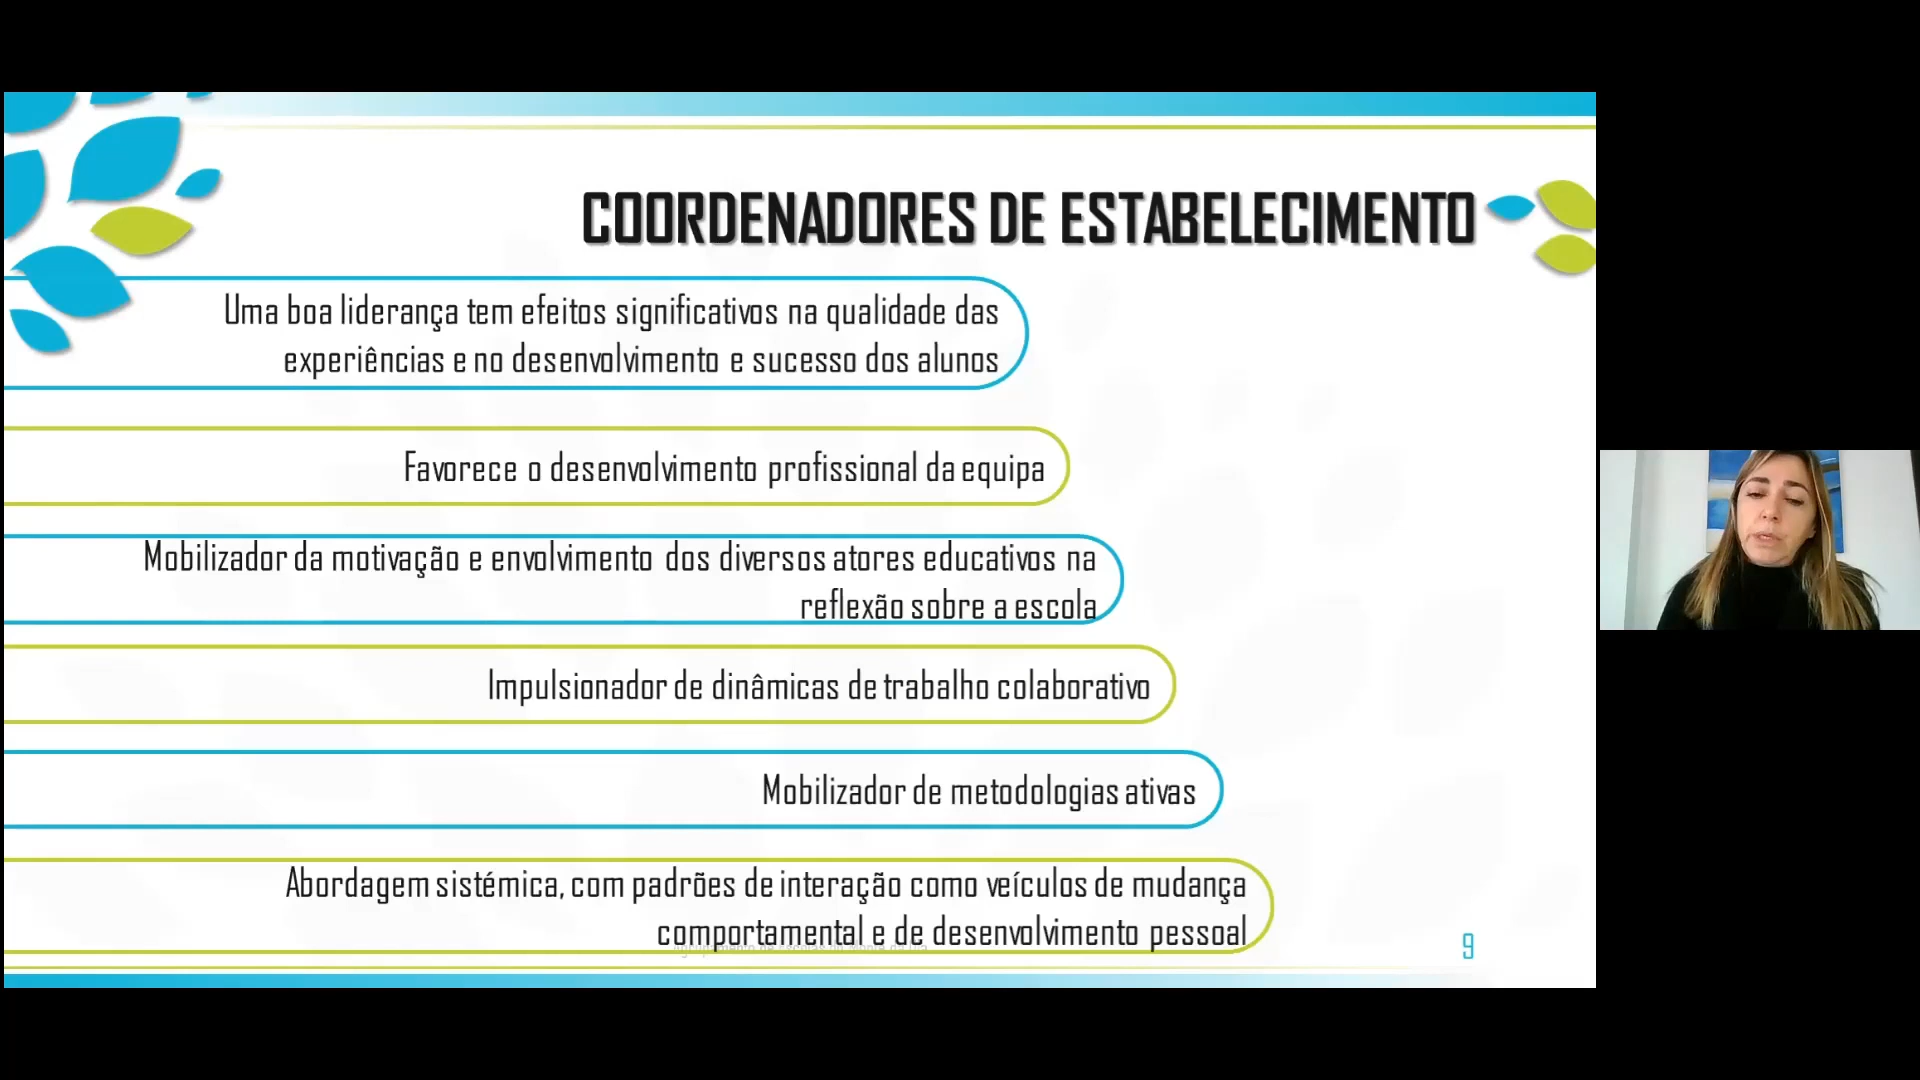 COORDENADORES DE ESTABELECIMENTO
Uma boa liderança tem efeitos significativos na qualidade das
experiências e no desenvolvimento e sucesso dos alunos
Favorece o desenvolvimento profissional da equipa
Mobilizador da motivação e envolvimento dos diversos atores educativos na
reflexão sobre a escola
Impulsionador de dinâmicas de trabalho colaborativo
Mobilizador de metodologias ativas
Abordagem sistémica, com padrões de interação como veículos de mudança
comportamental e de desenvolvimento pessoal
9